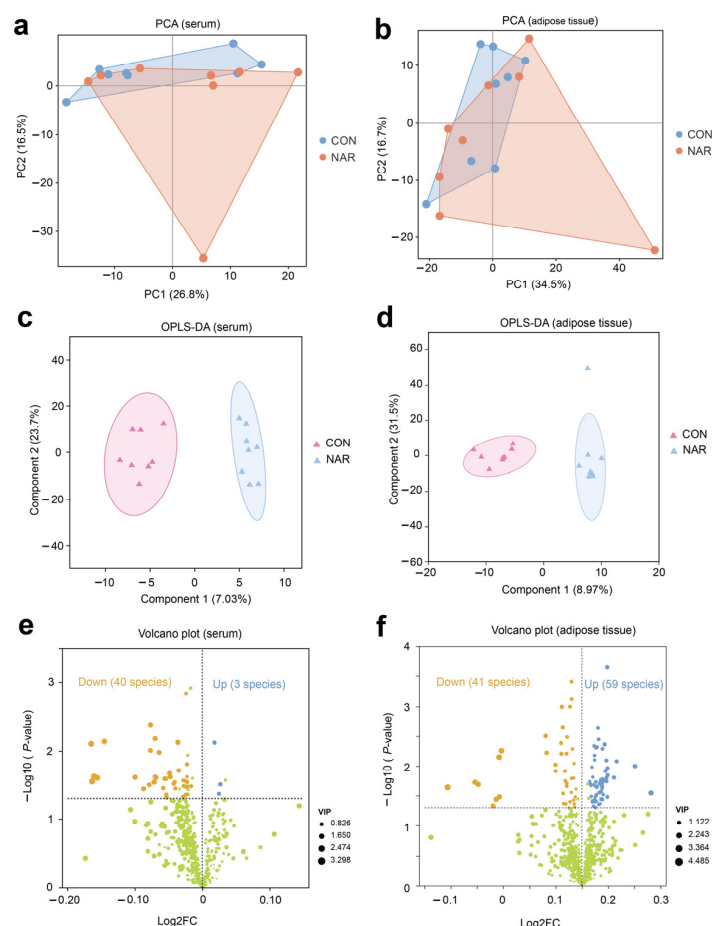 a
PCA (serum)
10
0
−10
−20
−30
PC2 (16.5%)
−10
0
10
20
PC1 (26.8%)
CON
NAR
b
PCA (adipose tissue)
10
0
−10
−20
PC2 (16.7%)
−20
0
20
40
PC1 (34.5%)
CON
NAR
c
OPLS-DA (serum)
40
20
0
−20
−40
Component 2 (23.7%)
−10
−5
0
5
10
Component 1 (7.03%)
CON
NAR
d
OPLS-DA (adipose tissue)
60
40
20
0
−20
−40
−60
Component 2 (31.5%)
−20
−10
0
10
20
Component 1 (8.97%)
CON
NAR
e
Volcano plot (serum)
Down (40 species)
Up (3 species)
3
2
1
0
−Log10 ( P-value)
−0.20
−0.10
0
0.10
Log2FC
VIP
0.826
1.650
2.474
3.298
f
Volcano plot (adipose tissue)
Down (41 species)
Up (59 species)
4
3
2
1
0
− Log10 ( P-value)
−0.1
0
0.1
0.2
0.3
Log2FC
VIP
1.122
2.243
3.364
4.485